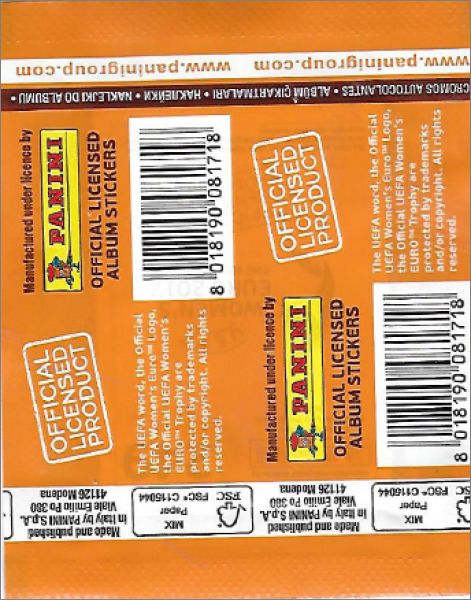 www.paninigroup.com
www.paninigroup.com
CROMOS AUTOCOLANTES • ALBÜM ÇIKARTMALARI • НАКЛЕЙКИ • NAKLEJKI DO ALBUMU •
Manufactured under licence by
PANINI
OFFICIAL LICENSED
ALBUM STICKERS
8 018190 081718
OFFICIAL
LICENSED
PRODUCT
The UEFA word, the Official
UEFA Women's Euro™ Logo,
the Official UEFA Women's
EURO™ Trophy are
protected by trademarks
and/or copyright. All rights
reserved.
OFFICIAL
LICENSED
PRODUCT
The UEFA word, the Official
UEFA Women's Euro™ Logo,
the Official UEFA Women's
EURO™ Trophy are
protected by trademarks
and/or copyright. All rights
reserved.
Manufactured under licence by
PANINI
OFFICIAL LICENSED
ALBUM STICKERS
8 018190 081718
Made and published
in Italy by PANINI S.p.A.
Viale Emilio Po 380
41126 Modena
MIX
Paper
FSC® C116044
FSC
Made and published
in Italy by PANINI S.p.A.
Viale Emilio Po 380
41126 Modena
MIX
Paper
FSC® C116044
FSC